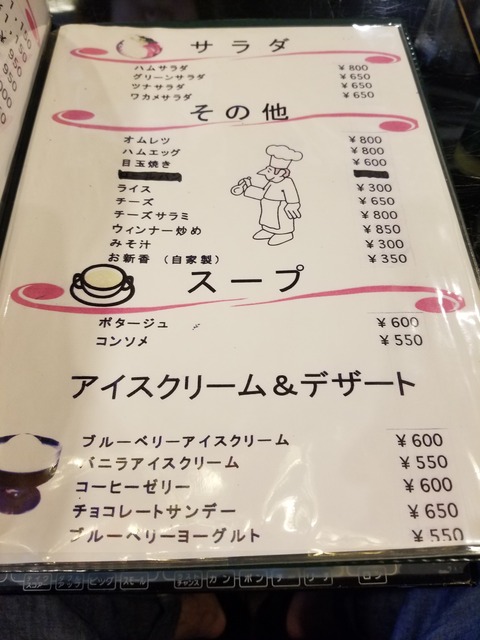 サラダ
ハムサラダ ¥800
グリーンサラダ ¥650
ツナサラダ ¥650
ワカメサラダ ¥650
その他
オムレツ ¥800
ハムエッグ ¥800
目玉焼き ¥600
ライス ¥300
チーズ ¥650
チーズサラミ ¥800
ウィンナー炒め ¥850
みそ汁 ¥300
お新香（自家製） ¥350
スープ
ポタージュ ¥600
コンソメ ¥550
アイスクリーム＆デザート
ブルーベリーアイスクリーム ¥600
バニラアイスクリーム ¥550
コーヒーゼリー ¥600
チョコレートサンデー ¥650
ブルーベリーヨーグルト ¥550